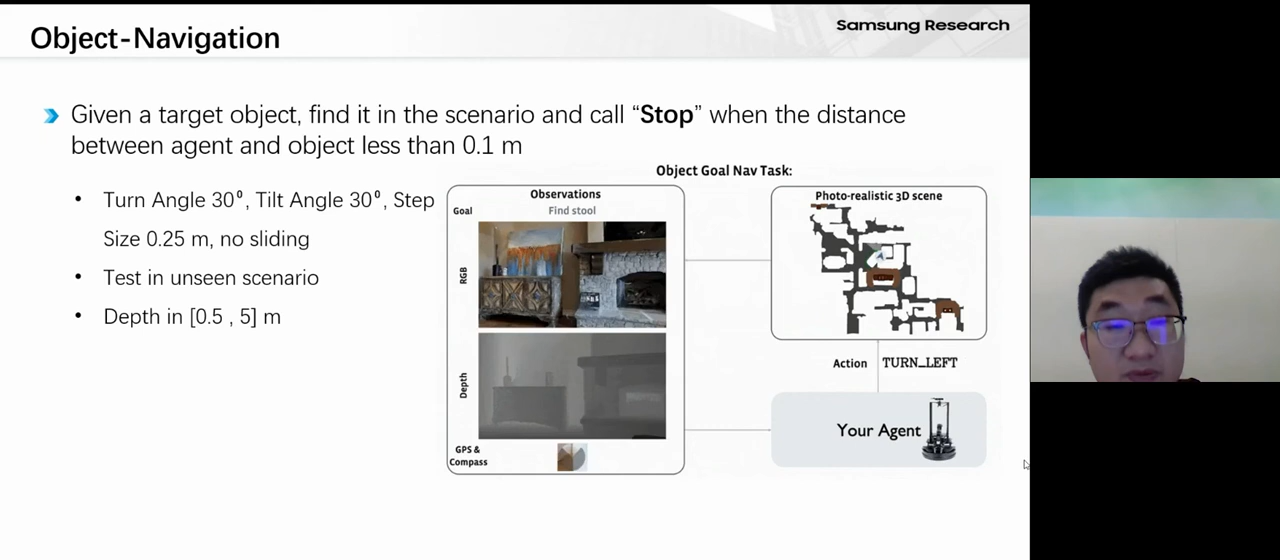 Object-Navigation
Samsung Research
Given a target object, find it in the scenario and call “Stop” when the distance
between agent and object less than 0.1 m
• Turn Angle 30⁰, Tilt Angle 30⁰, Step
Size 0.25 m, no sliding
• Test in unseen scenario
• Depth in [0.5 , 5] m
Object Goal Nav Task:
Observations
Goal
Find stool
RGB
Depth
GPS &
Compass
Photo-realistic 3D scene
Action
TURN_LEFT
Your Agent